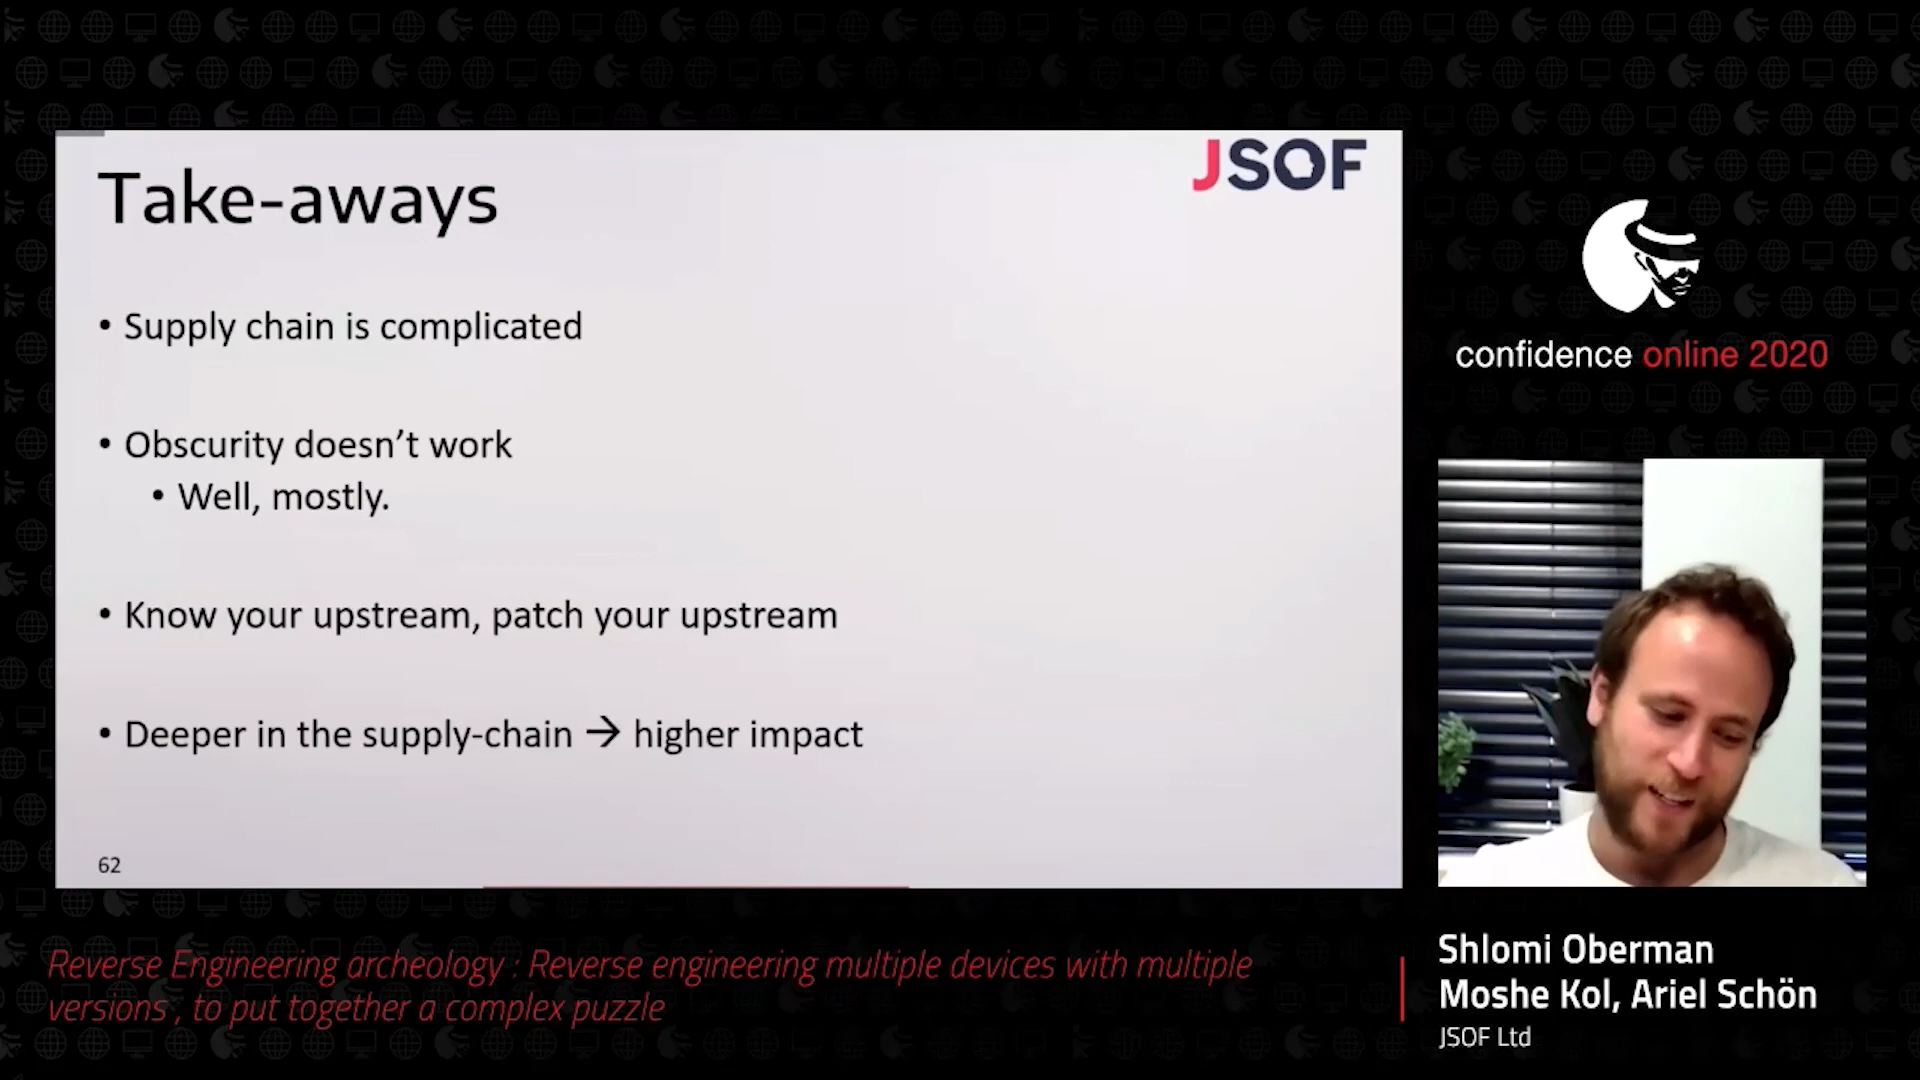 JSOF
Take-aways
• Supply chain is complicated
• Obscurity doesn’t work
• Well, mostly.
• Know your upstream, patch your upstream
• Deeper in the supply-chain → higher impact
62
confidence online 2020
Reverse Engineering archeology : Reverse engineering multiple devices with multiple
versions , to put together a complex puzzle
Shlomi Oberman
Moshe Kol, Ariel Schön
JSOF Ltd